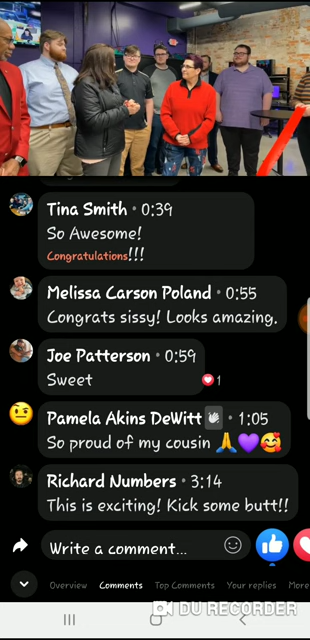 Tina Smith • 0:39
So Awesome!
Congratulations!!!
Melissa Carson Poland • 0:55
Congrats sissy! Looks amazing.
Joe Patterson • 0:59
Sweet
1
Pamela Akins DeWitt • 1:05
So proud of my cousin 🙏💜🥰
Richard Numbers • 3:14
This is exciting! Kick some butt!!
Write a comment...
Overview Comments Top Comments Your replies More
DU RECORDER